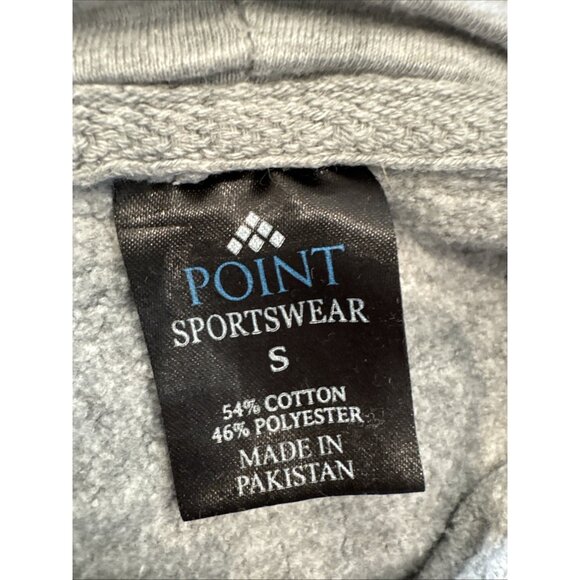 POINT
SPORTSWEAR
S
54% COTTON
46% POLYESTER
MADE IN
PAKISTAN